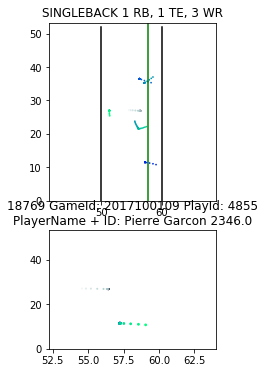 SINGLEBACK 1 RB, 1 TE, 3 WR
50
40
30
20
10
0
50
60
18769 GameId: 2017100109 PlayId: 4855
PlayerName + ID: Pierre Garcon 2346.0
40
20
0
52.5 55.0 57.5 60.0 62.5